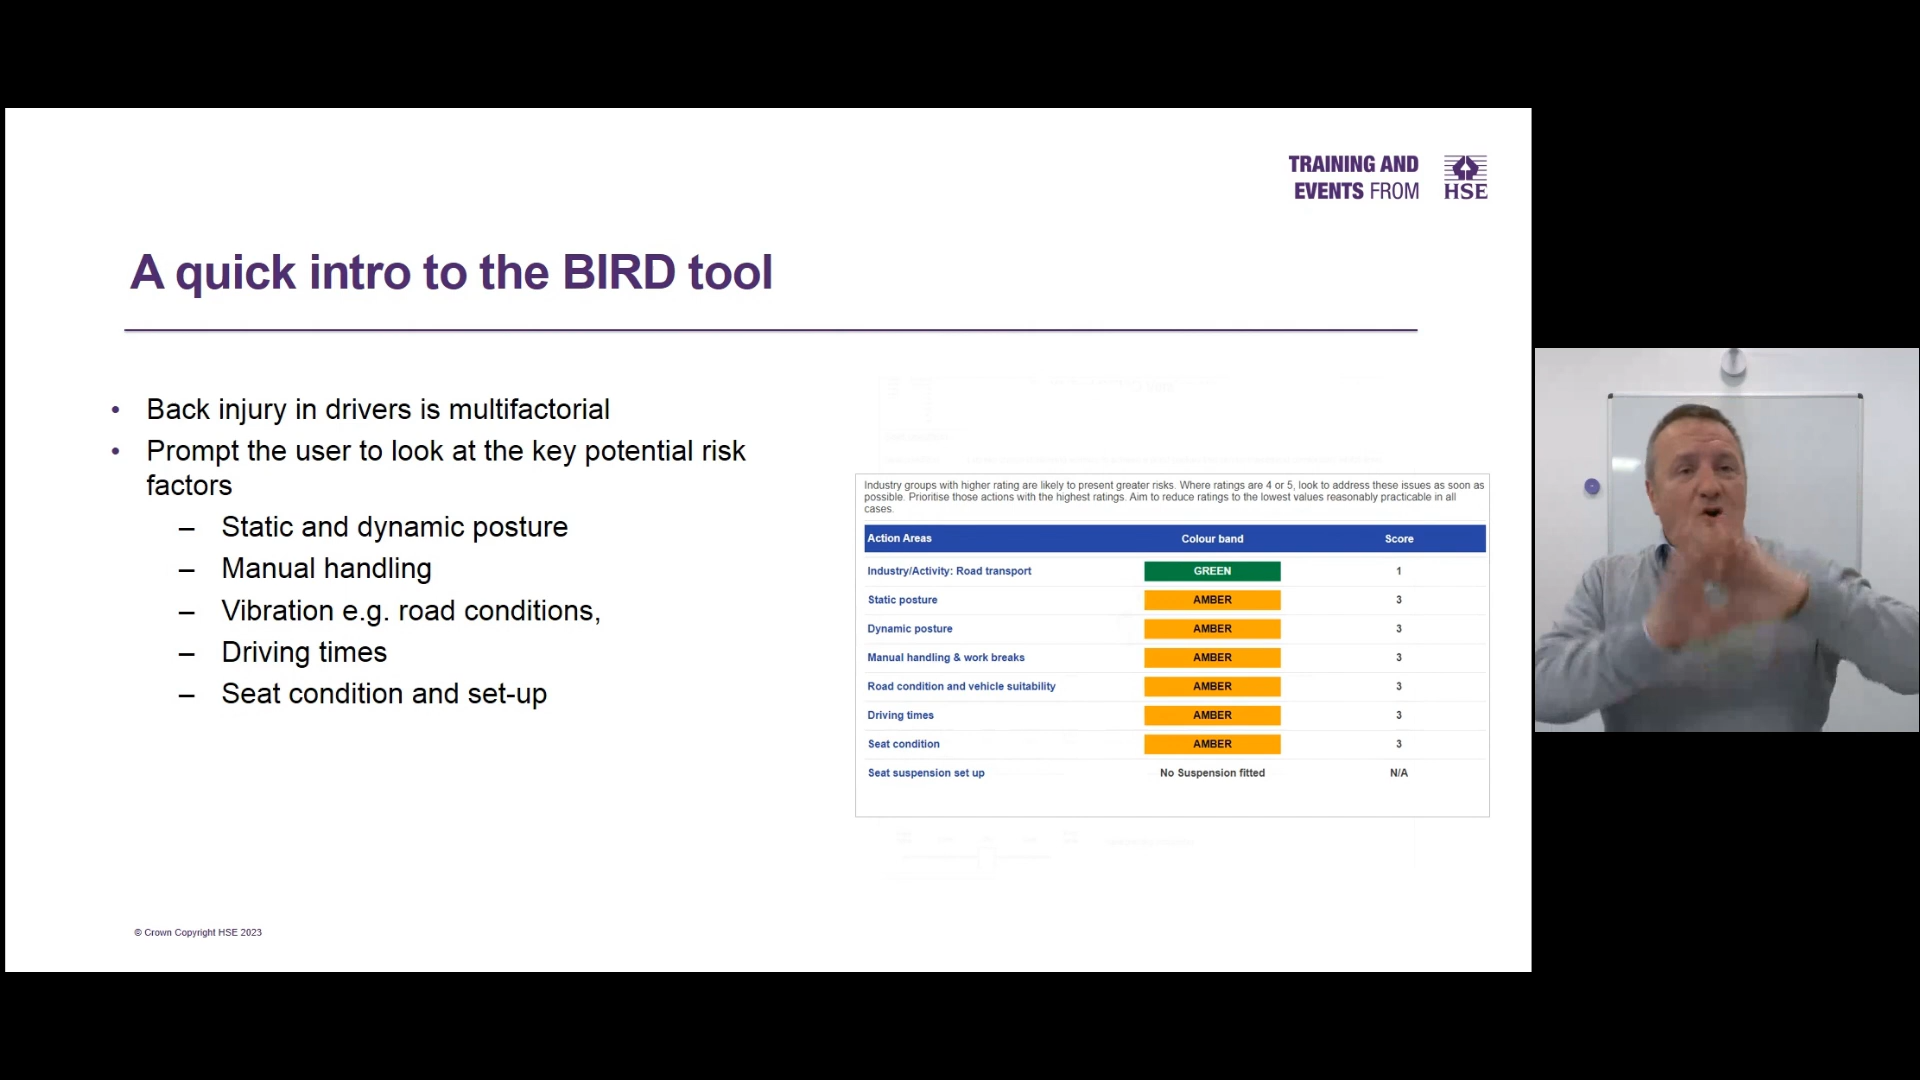 TRAINING AND
EVENTS FROM
HSE
A quick intro to the BIRD tool
• Back injury in drivers is multifactorial
• Prompt the user to look at the key potential risk
factors
– Static and dynamic posture
– Manual handling
– Vibration e.g. road conditions,
– Driving times
– Seat condition and set-up
Industry groups with higher rating are likely to present greater risks. Where ratings are 4 or 5, look to address these issues as soon as
possible. Prioritise those actions with the highest ratings. Aim to reduce ratings to the lowest values reasonably practicable in all
cases.
Action Areas Colour band Score
Industry/Activity: Road transport GREEN 1
Static posture AMBER 3
Dynamic posture AMBER 3
Manual handling & work breaks AMBER 3
Road condition and vehicle suitability AMBER 3
Driving times AMBER 3
Seat condition AMBER 3
Seat suspension set up No Suspension fitted N/A
© Crown Copyright HSE 2023